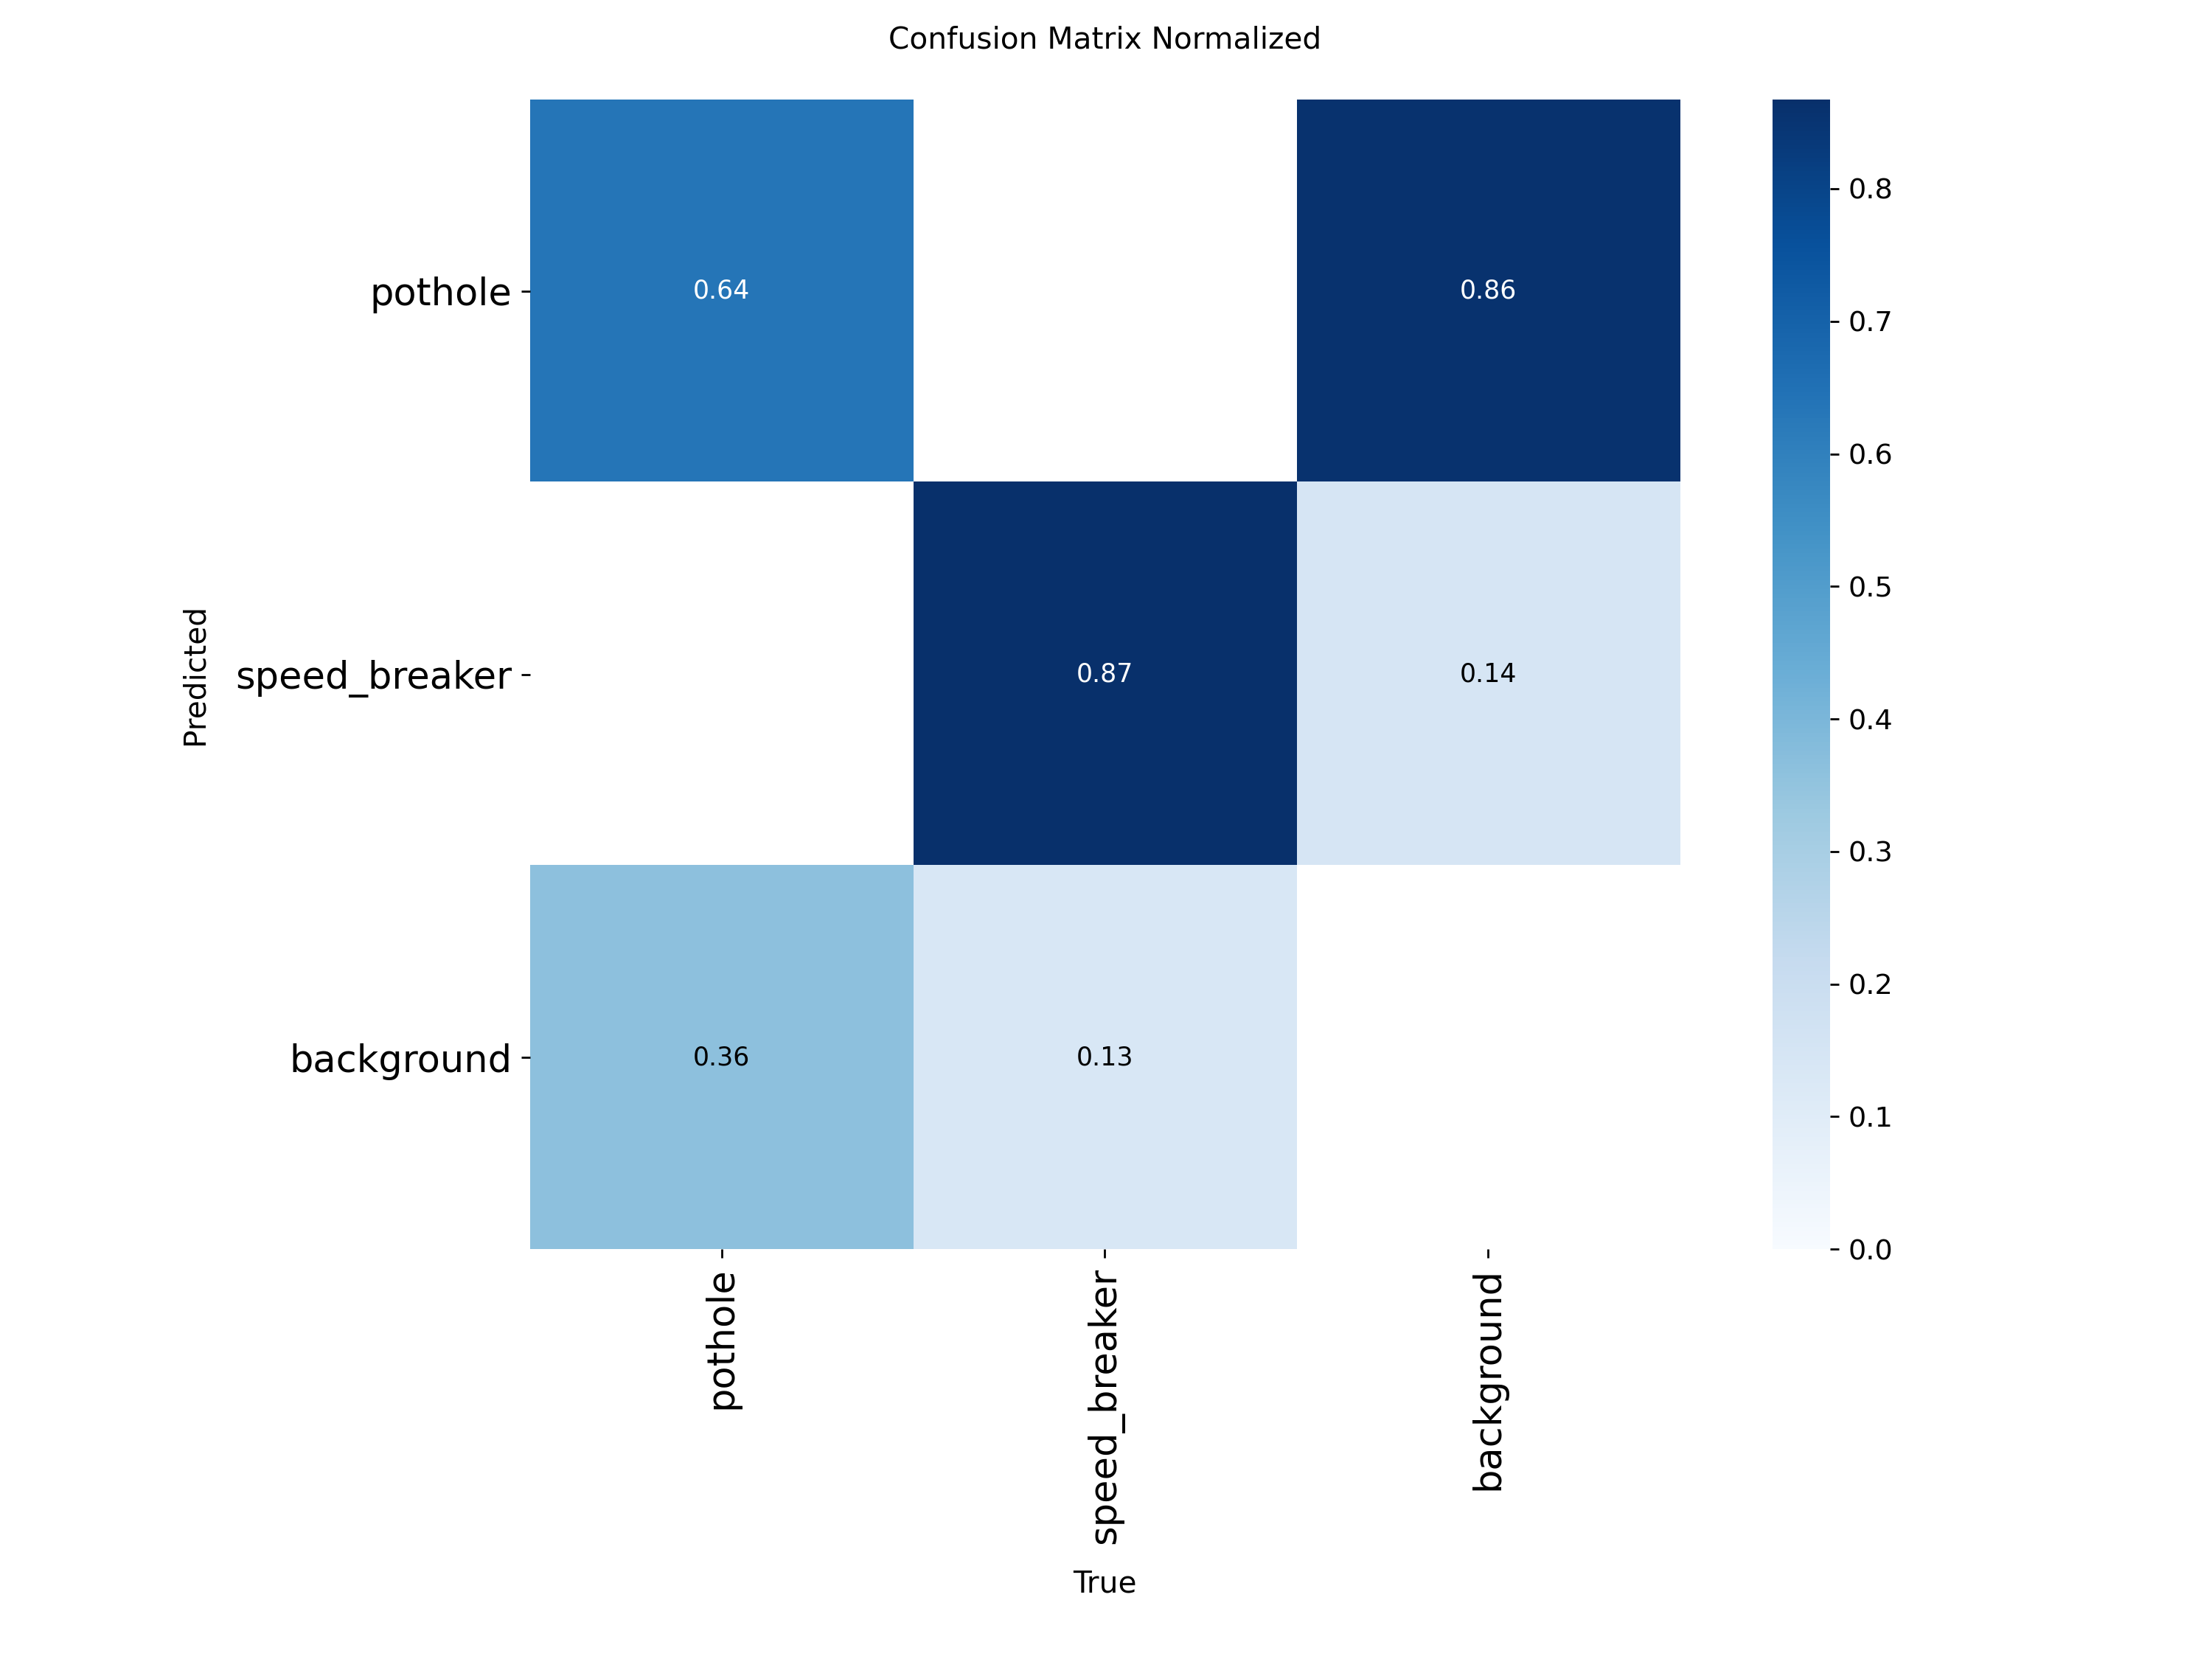 Confusion Matrix Normalized
pothole
0.64
0.86
0.8
0.7
0.6
Predicted
speed_breaker
0.87
0.14
0.5
0.4
0.3
background
0.36
0.13
0.2
0.1
0.0
pothole
speed_breaker
background
True